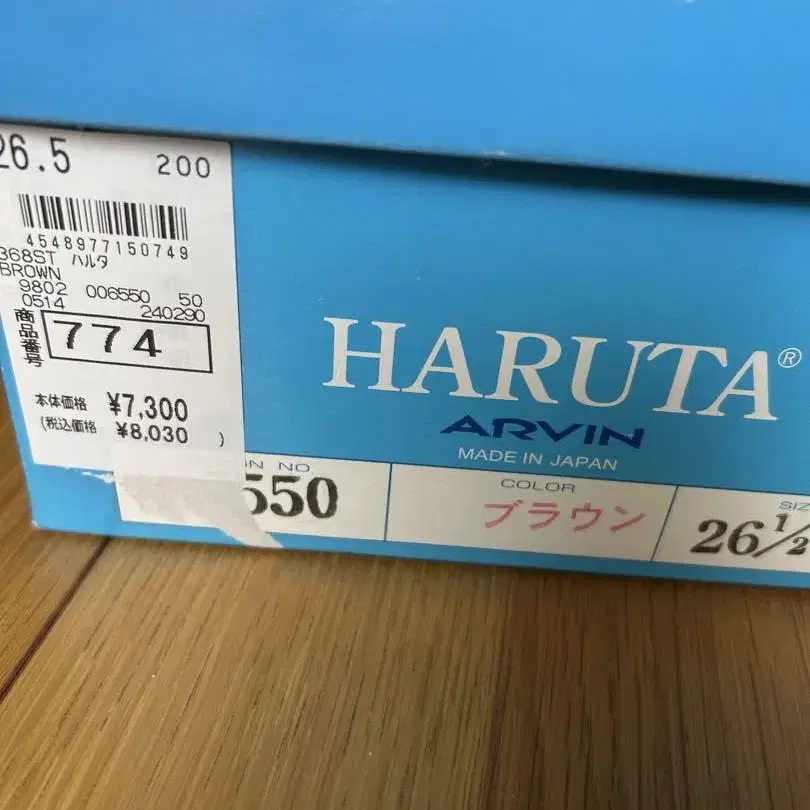 26.5 200
4548977150749
368ST ハルタ
BROWN
9802 006550 50
0514 240290
商品番号 774
本体価格 ¥7,300
(税込価格 ¥8,030 )
HARUTA®
ARVIN
MADE IN JAPAN
NO. COLOR SIZ
550 ブラウン 26½